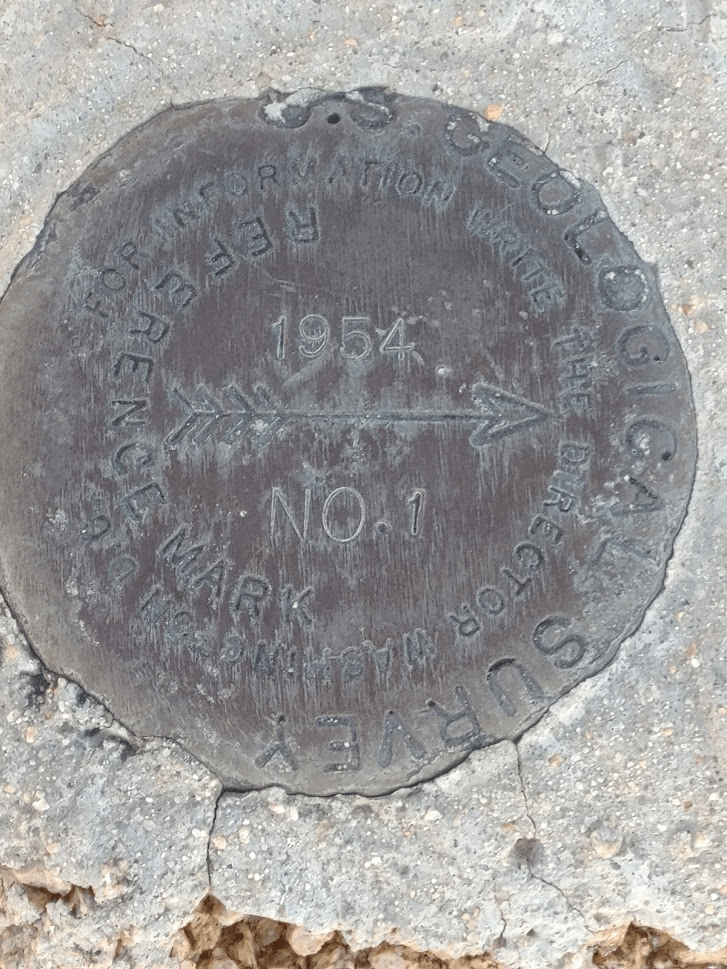 U.S. GEOLOGICAL SURVEY
FOR INFORMATION WRITE THE DIRECTOR WASHINGTON D.C.
REFERENCE MARK
1954
NO. 1